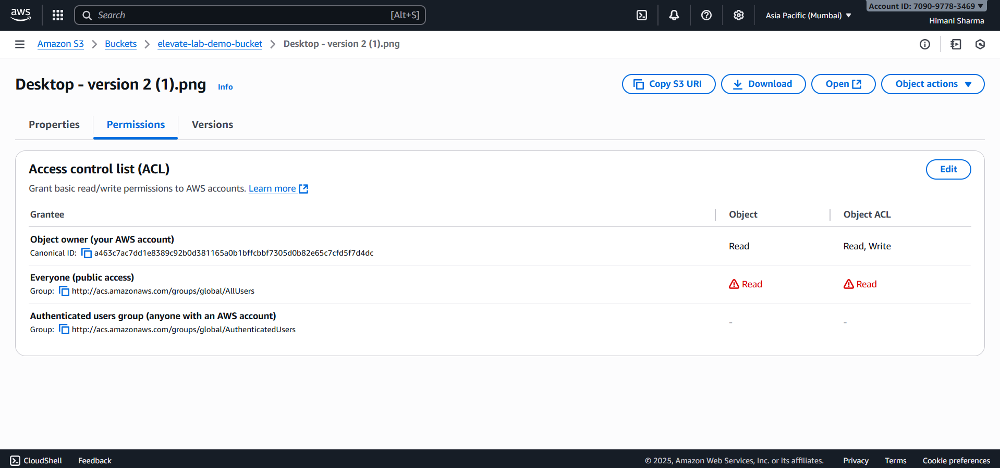 aws
Search [Alt+S]
Asia Pacific (Mumbai)
Account ID: 7090-9778-3469
Himani Sharma
Amazon S3 Buckets elevate-lab-demo-bucket Desktop - version 2 (1).png
Desktop - version 2 (1).png Info
Copy S3 URI Download Open Object actions
Properties Permissions Versions
Access control list (ACL) Edit
Grant basic read/write permissions to AWS accounts. Learn more
Grantee Object Object ACL
Object owner (your AWS account)
Canonical ID: a463c7ac7dd1e8389c92b0d381165a0b1bffcbbf7305d0b82e65c7cfd5f7d4dc
Read Read, Write
Everyone (public access)
Group: http://acs.amazonaws.com/groups/global/AllUsers
Read Read
Authenticated users group (anyone with an AWS account)
Group: http://acs.amazonaws.com/groups/global/AuthenticatedUsers
- -
CloudShell Feedback © 2025, Amazon Web Services, Inc. or its affiliates. Privacy Terms Cookie preferences